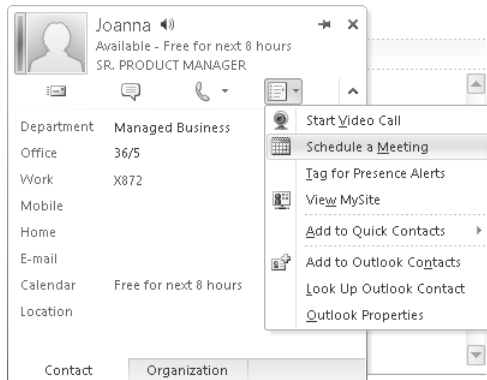 Joanna
Available - Free for next 8 hours
SR. PRODUCT MANAGER
Department Managed Business
Office 36/5
Work X872
Mobile
Home
E-mail
Calendar Free for next 8 hours
Location
Contact Organization
Start Video Call
Schedule a Meeting
Tag for Presence Alerts
View MySite
Add to Quick Contacts
Add to Outlook Contacts
Look Up Outlook Contact
Outlook Properties